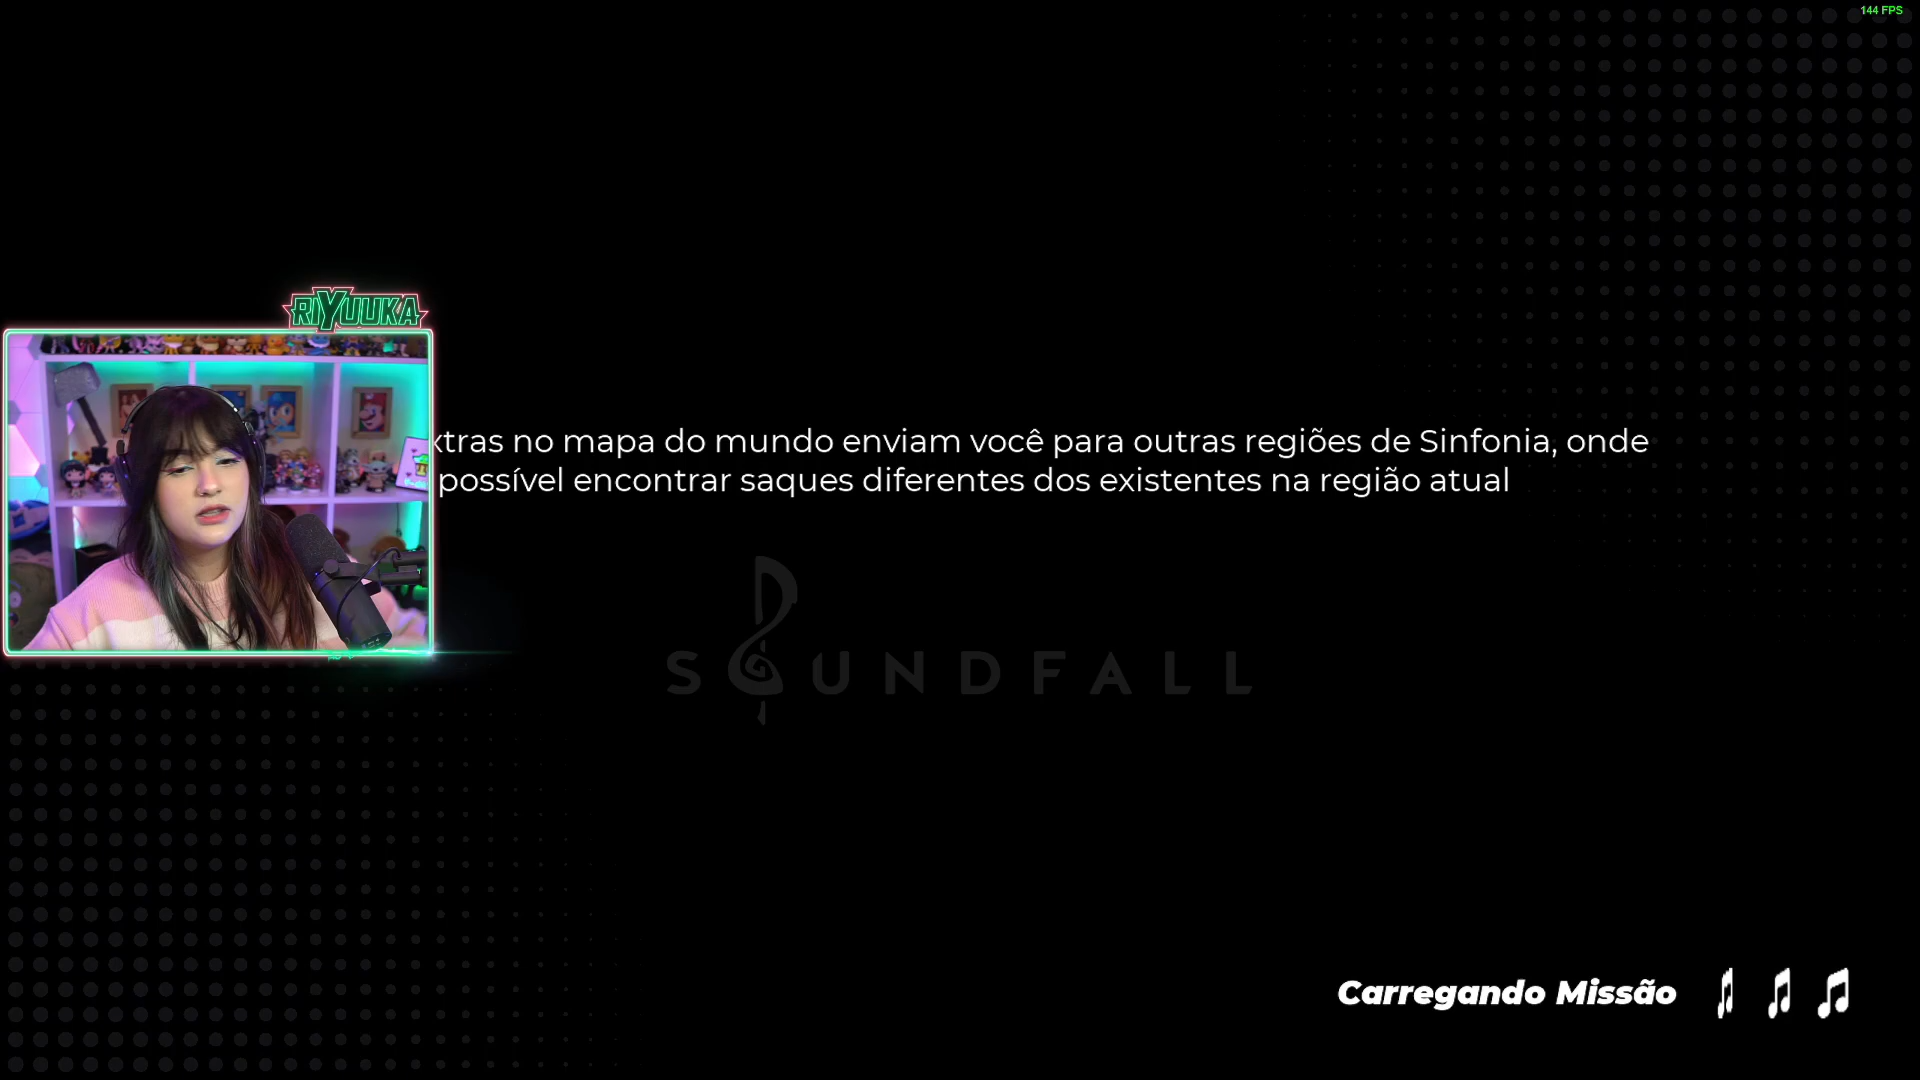 144 FPS
RIYUUKA
xtras no mapa do mundo enviam você para outras regiões de Sinfonia, onde
possível encontrar saques diferentes dos existentes na região atual
SOUNDFALL
Carregando Missão